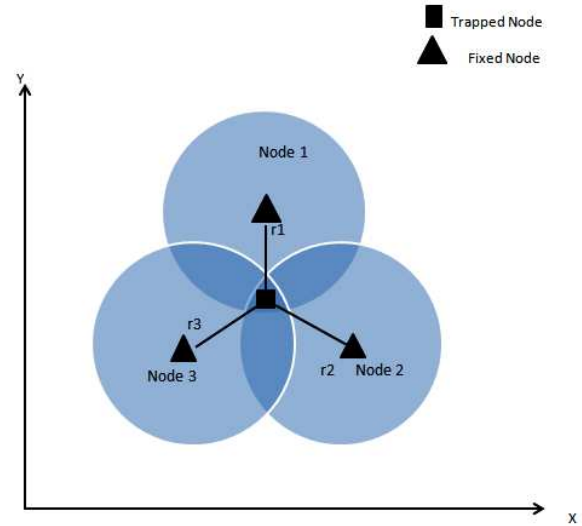 Trapped Node
Fixed Node
Y
Node 1
r1
r3
Node 3
r2
Node 2
X